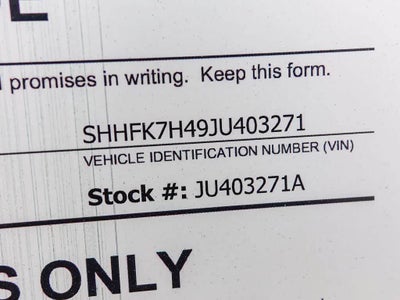 promises in writing. Keep this form.
SHHFK7H49JU403271
VEHICLE IDENTIFICATION NUMBER (VIN)
Stock #: JU403271A
ONLY